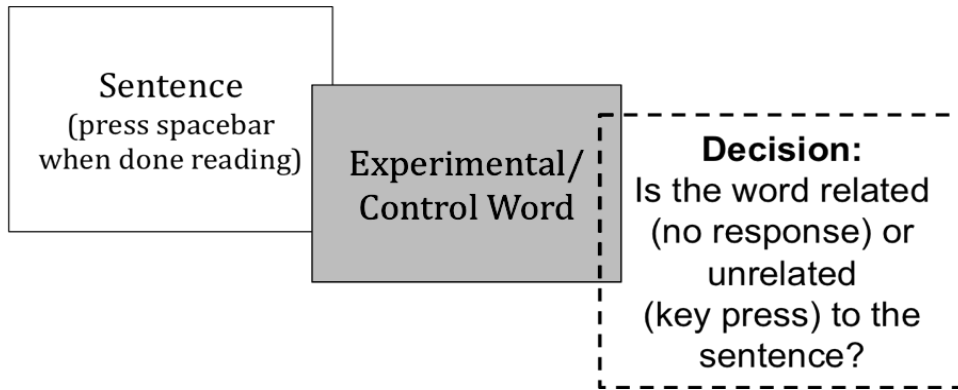 Sentence
(press spacebar
when done reading)
Experimental/
Control Word
Decision:
Is the word related
(no response) or
unrelated
(key press) to the
sentence?